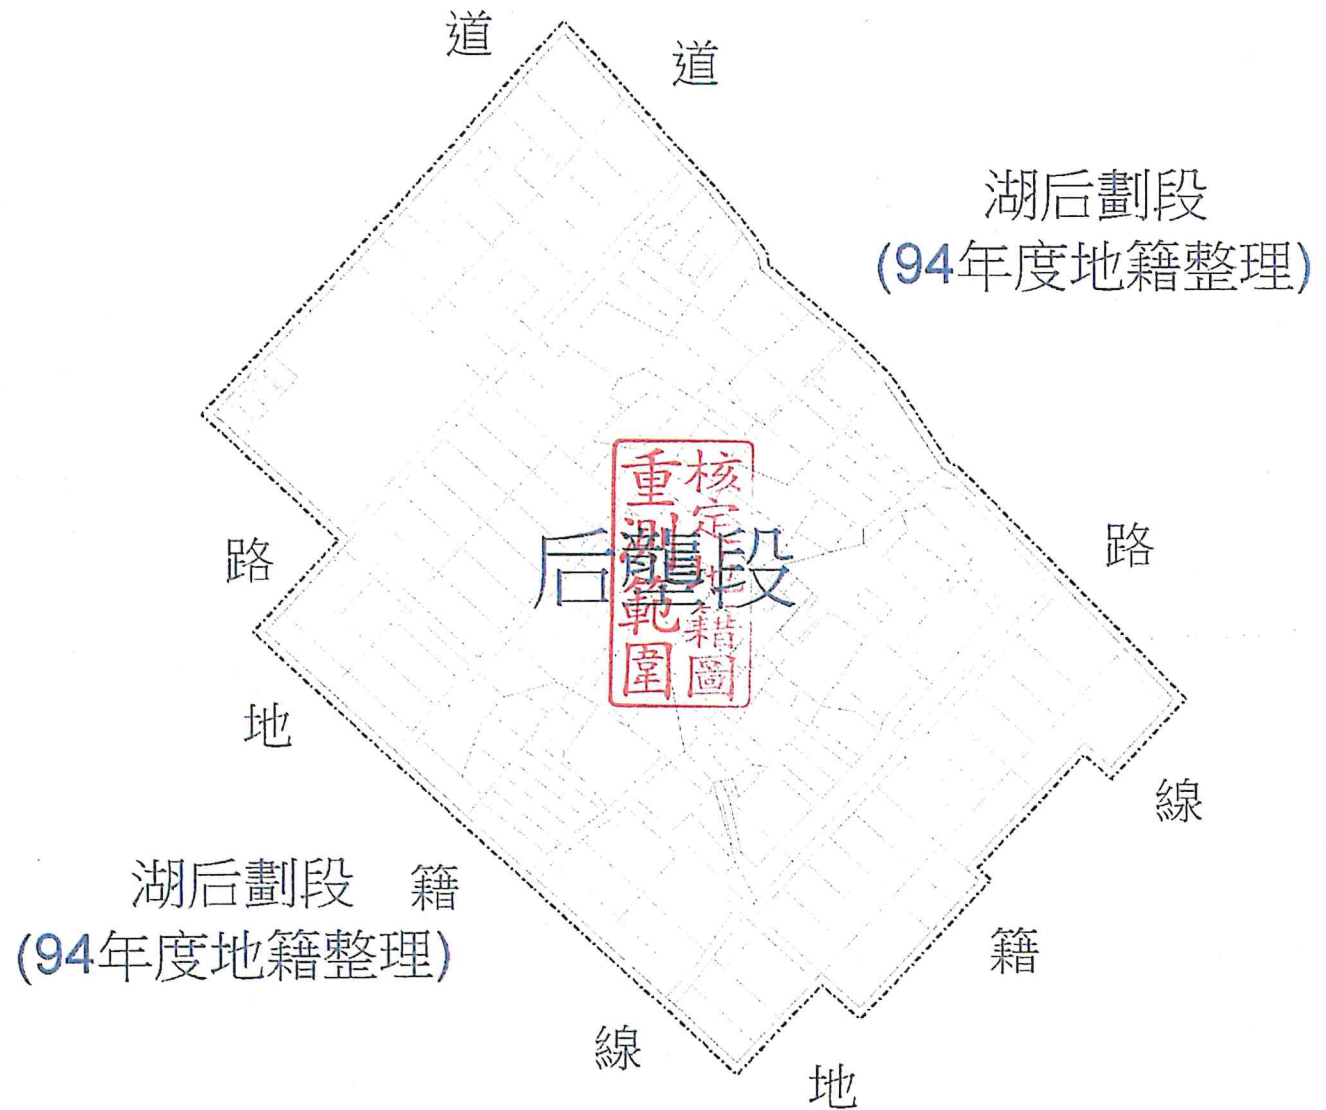 道
道
湖后劃段
(94年度地籍整理)
核定地籍圖
重測範圍
后壟段
路
路
地
線
湖后劃段
籍
(94年度地籍整理)
籍
線
地